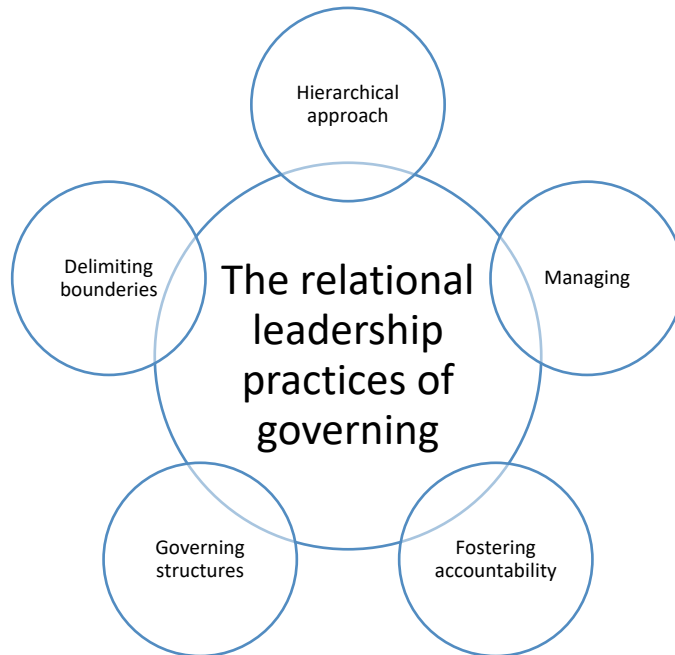 Hierarchical
approach
Delimiting
bounderies
Managing
The relational
leadership
practices of
governing
Governing
structures
Fostering
accountability